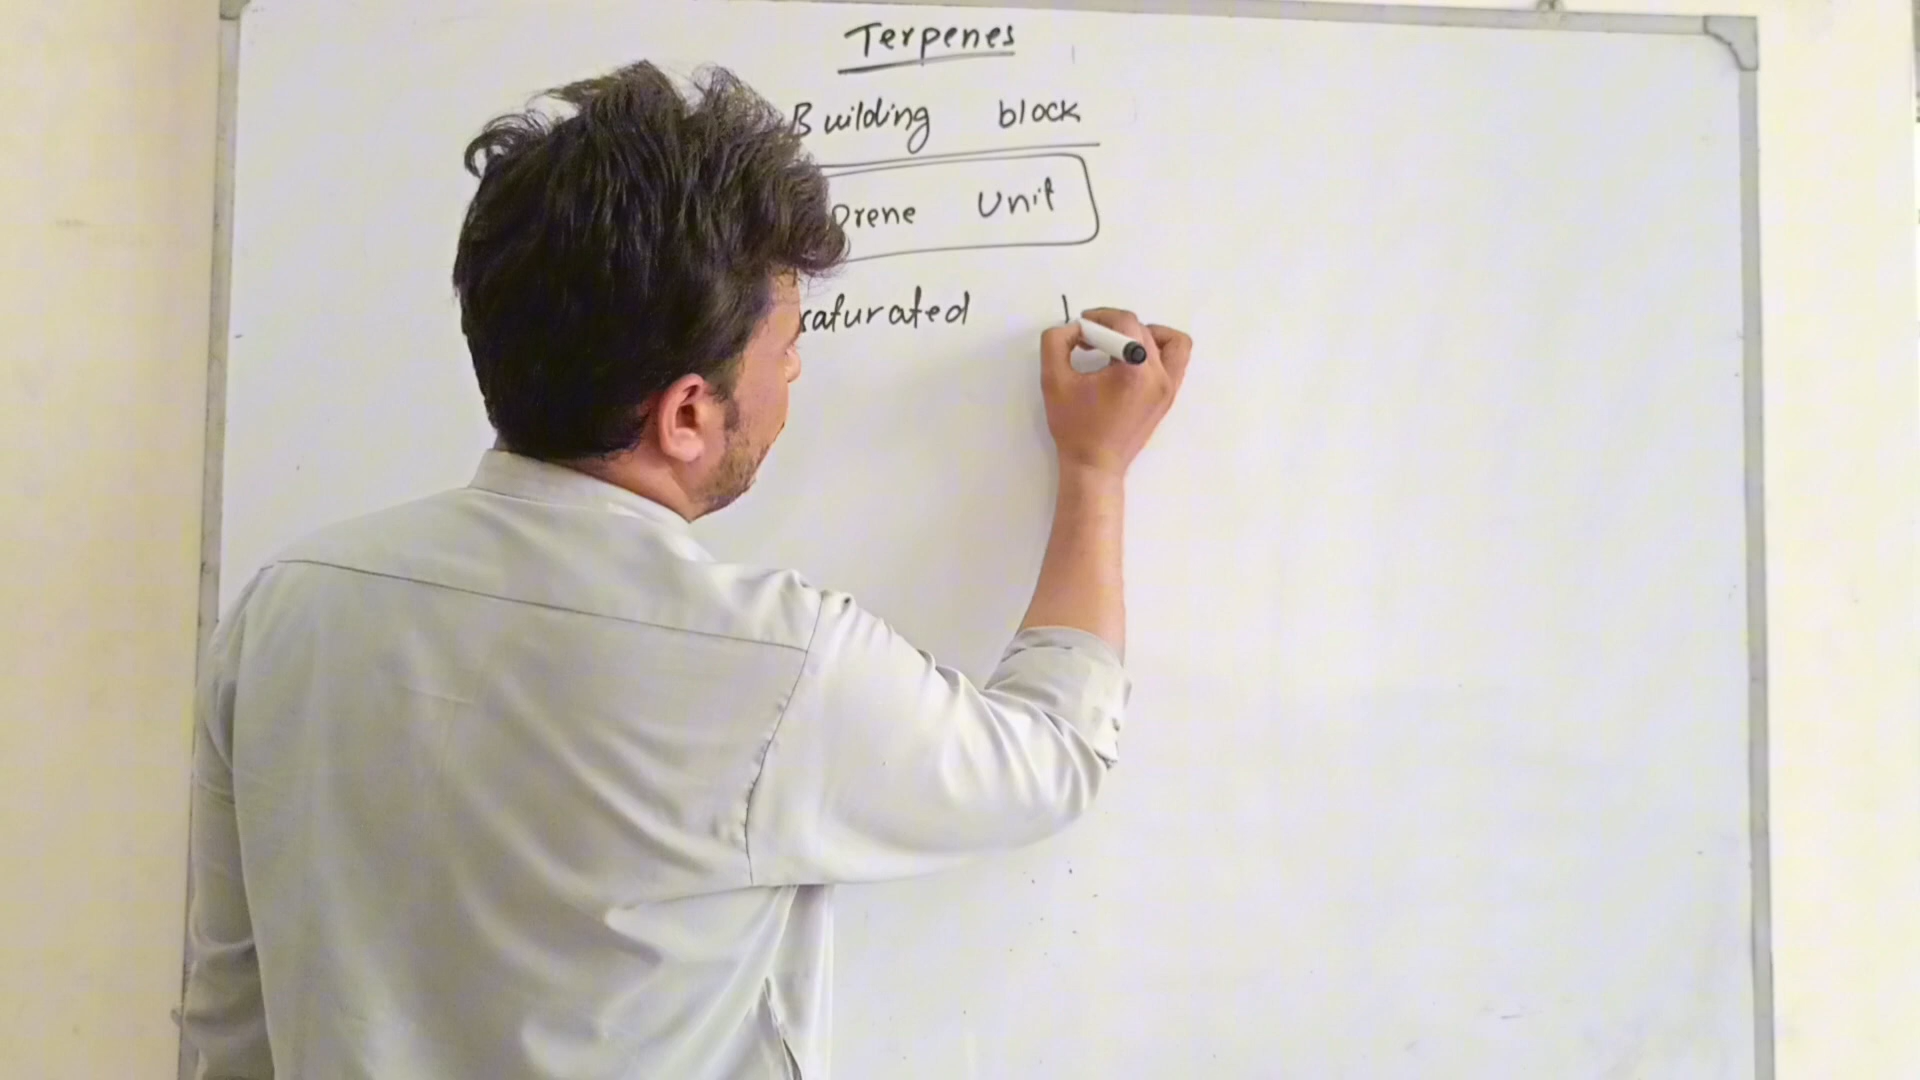 Terpenes
Building block
prene Unit
saturated